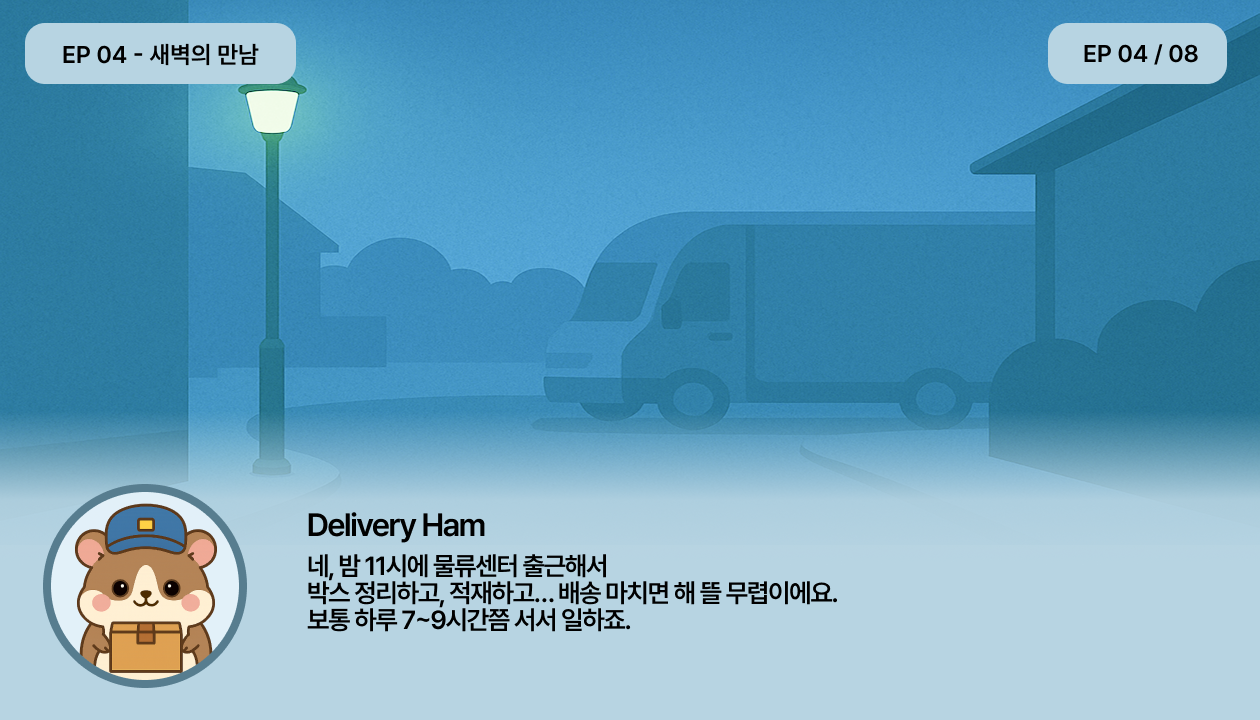 EP 04 - 새벽의 만남
EP 04 / 08
Delivery Ham
네, 밤 11시에 물류센터 출근해서
박스 정리하고, 적재하고... 배송 마치면 해 뜰 무렵이에요.
보통 하루 7~9시간쯤 서서 일하죠.